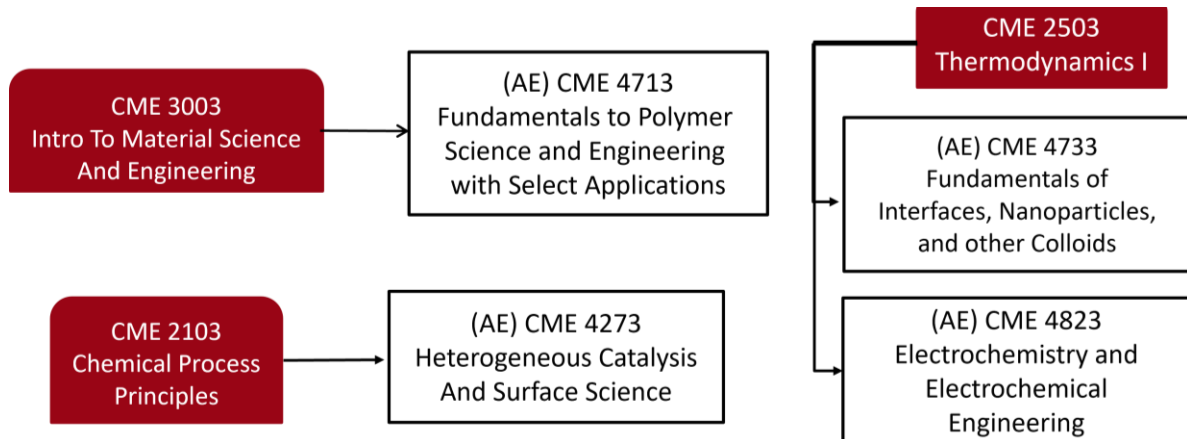 CME 3003
Intro To Material Science
And Engineering
(AE) CME 4713
Fundamentals to Polymer
Science and Engineering
with Select Applications
CME 2103
Chemical Process
Principles
(AE) CME 4273
Heterogeneous Catalysis
And Surface Science
CME 2503
Thermodynamics I
(AE) CME 4733
Fundamentals of
Interfaces, Nanoparticles,
and other Colloids
(AE) CME 4823
Electrochemistry and
Electrochemical
Engineering